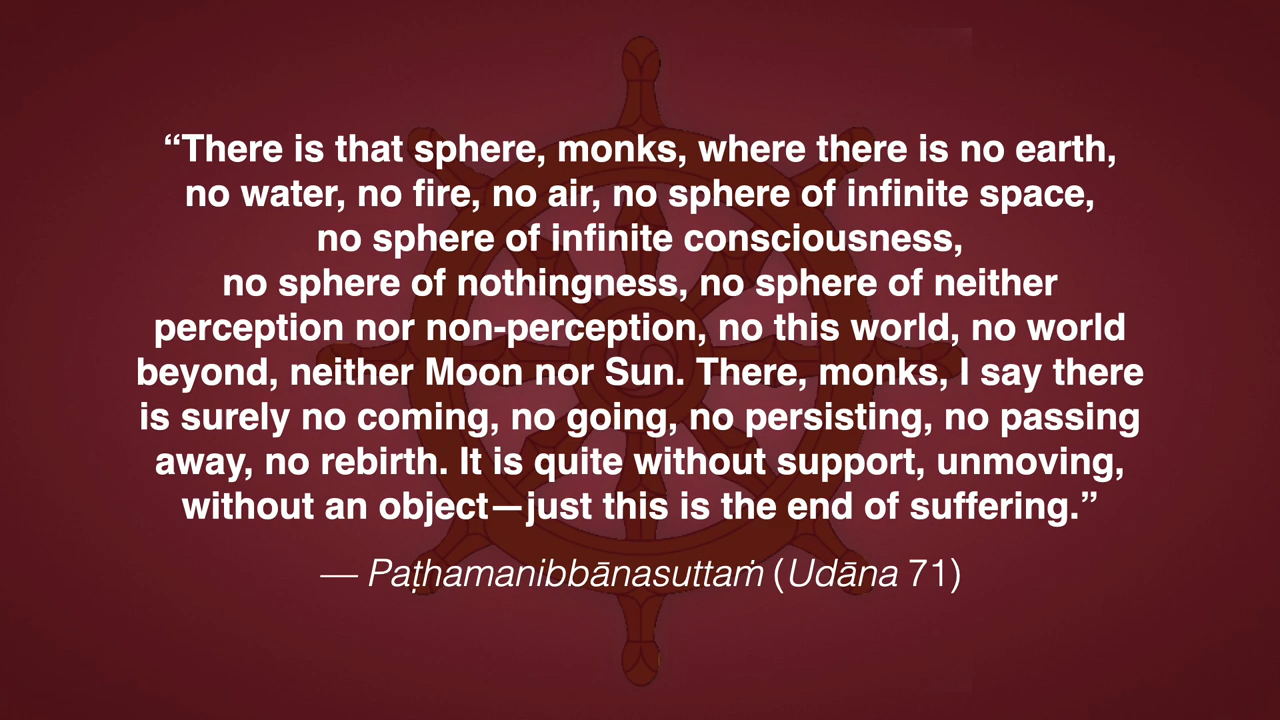 “There is that sphere, monks, where there is no earth,
no water, no fire, no air, no sphere of infinite space,
no sphere of infinite consciousness,
no sphere of nothingness, no sphere of neither
perception nor non-perception, no this world, no world
beyond, neither Moon nor Sun. There, monks, I say there
is surely no coming, no going, no persisting, no passing
away, no rebirth. It is quite without support, unmoving,
without an object—just this is the end of suffering.”
— Paṭhamanibbānasuttaṁ (Udāna 71)